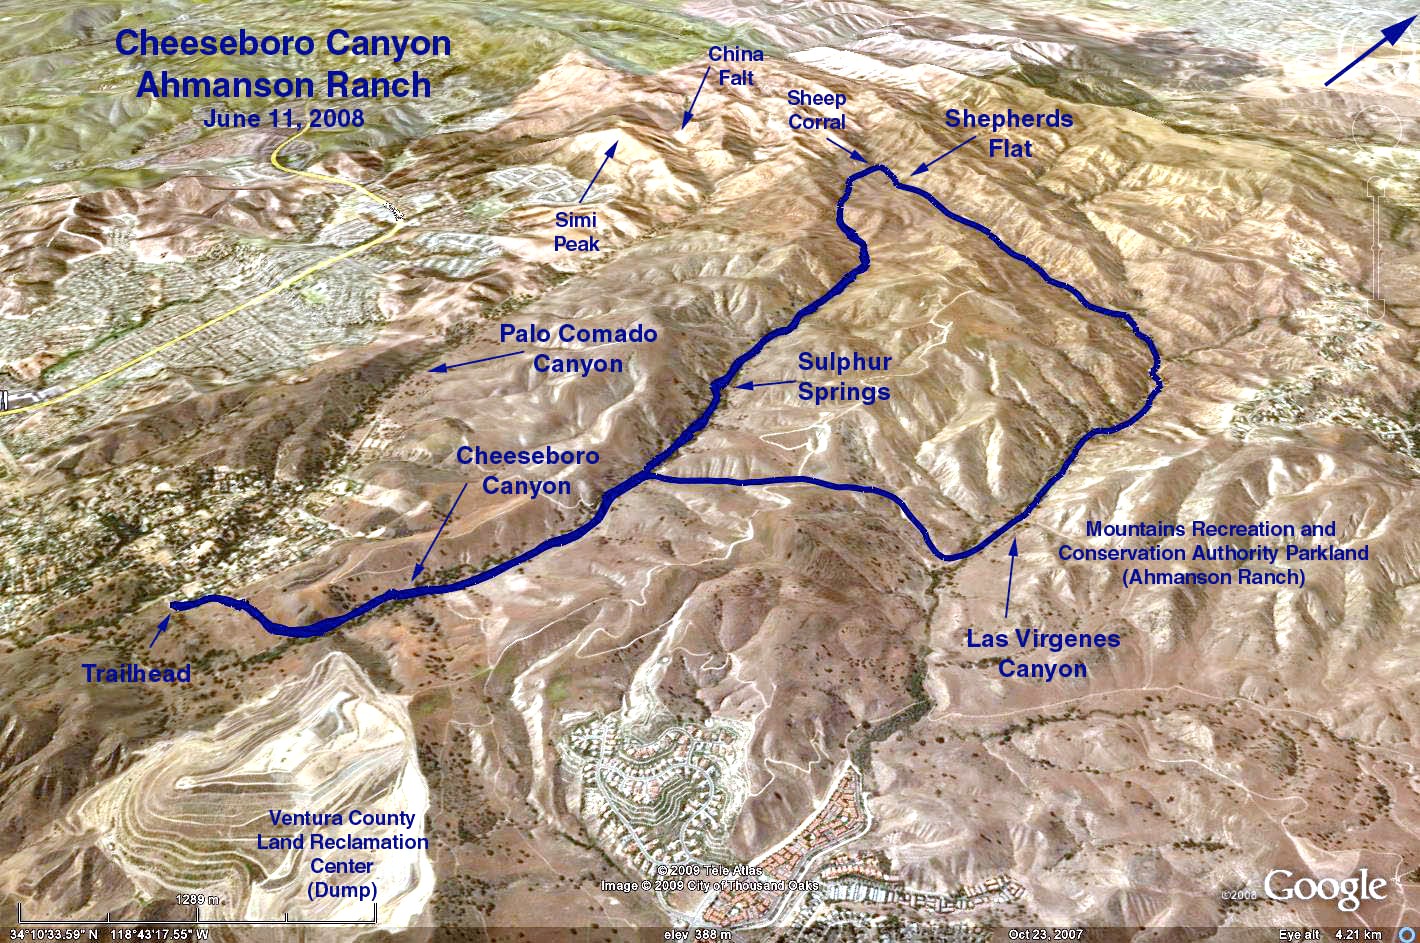 Cheeseboro Canyon
Ahmanson Ranch
June 11, 2008
China
Falt
Sheep
Corral
Shepherds
Flat
Simi
Peak
Palo Comado
Canyon
Sulphur
Springs
Cheeseboro
Canyon
Mountains Recreation and
Conservation Authority Parkland
(Ahmanson Ranch)
Las Virgenes
Canyon
Trailhead
Ventura County
Land Reclamation
Center
(Dump)
© 2009 Tele Atlas
Image © 2009 City of Thousand Oaks
©2008 Google
1289 m
34°10'33.59" N 118°43'17.55" W
elev 388 m
Oct 23, 2007
Eye alt 4.21 km